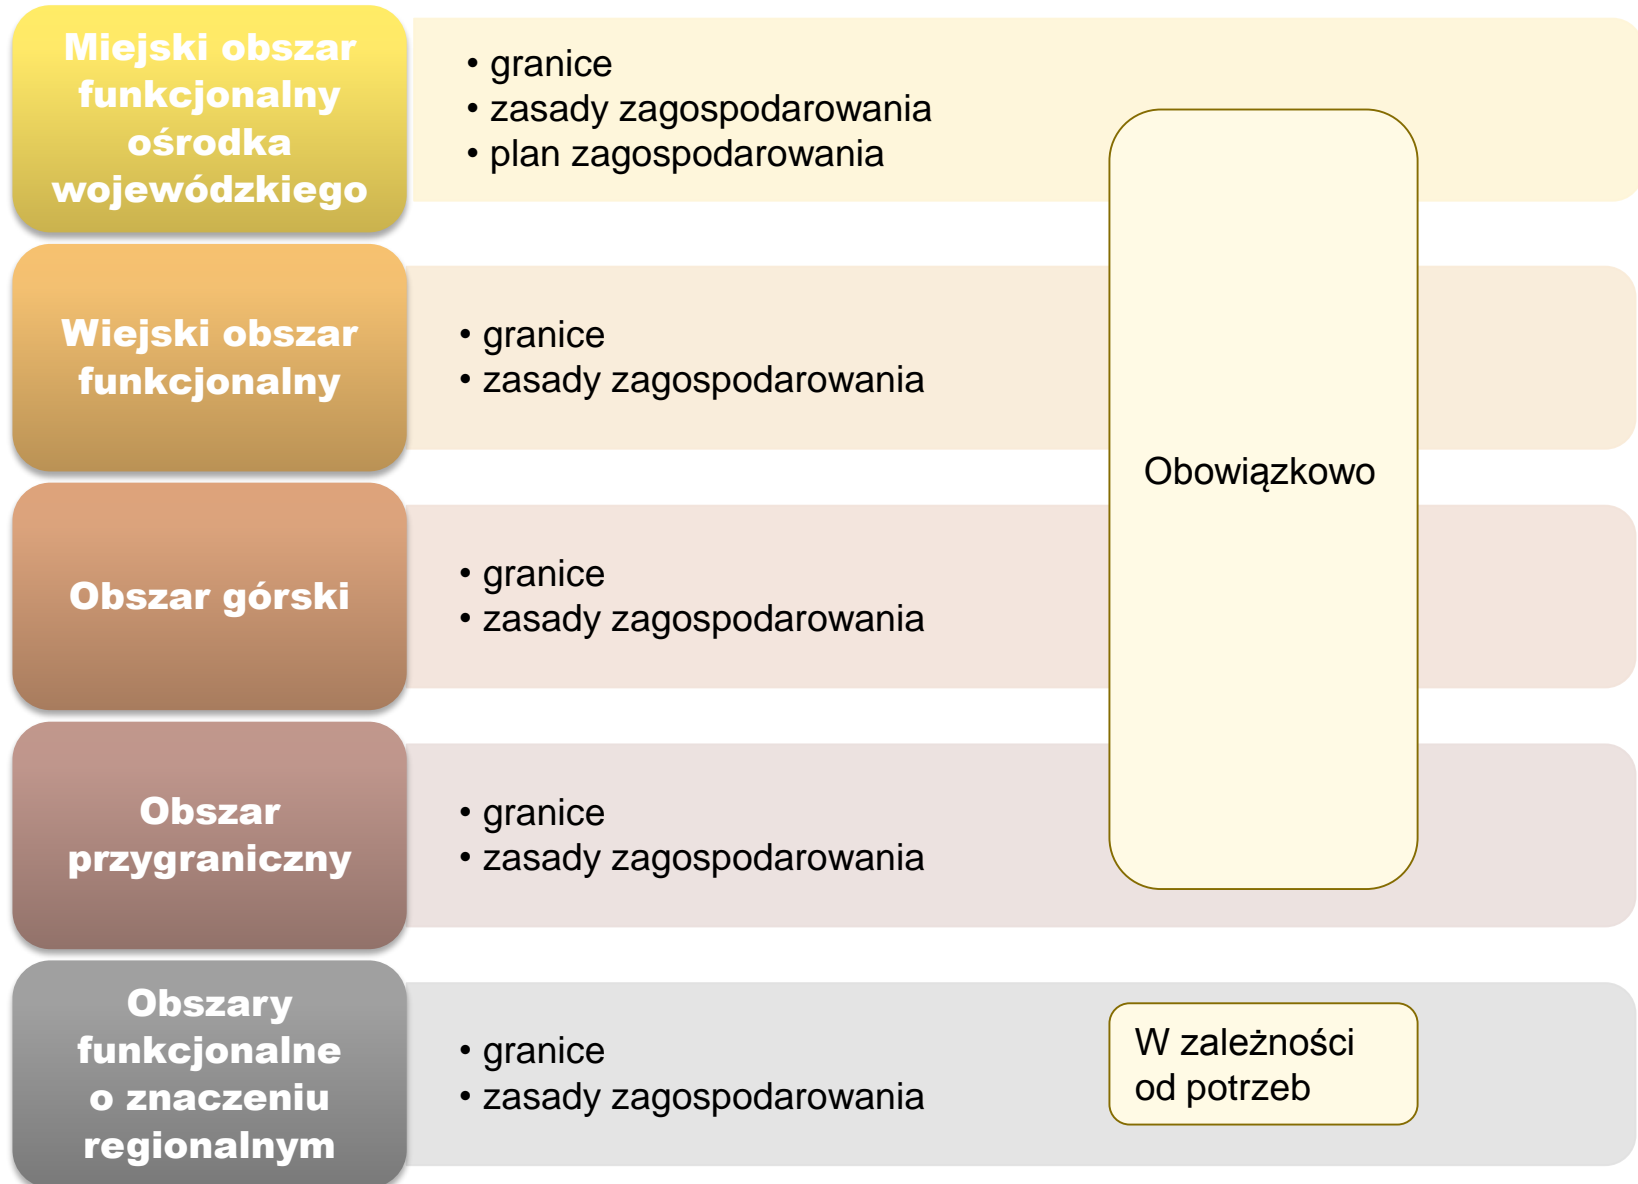 Miejski obszar
funkcjonalny
ośrodka
wojewódzkiego
• granice
• zasady zagospodarowania
• plan zagospodarowania
Wiejski obszar
funkcjonalny
• granice
• zasady zagospodarowania
Obowiązkowo
Obszar górski
• granice
• zasady zagospodarowania
Obszar
przygraniczny
• granice
• zasady zagospodarowania
Obszary
funkcjonalne
o znaczeniu
regionalnym
• granice
• zasady zagospodarowania
W zależności
od potrzeb